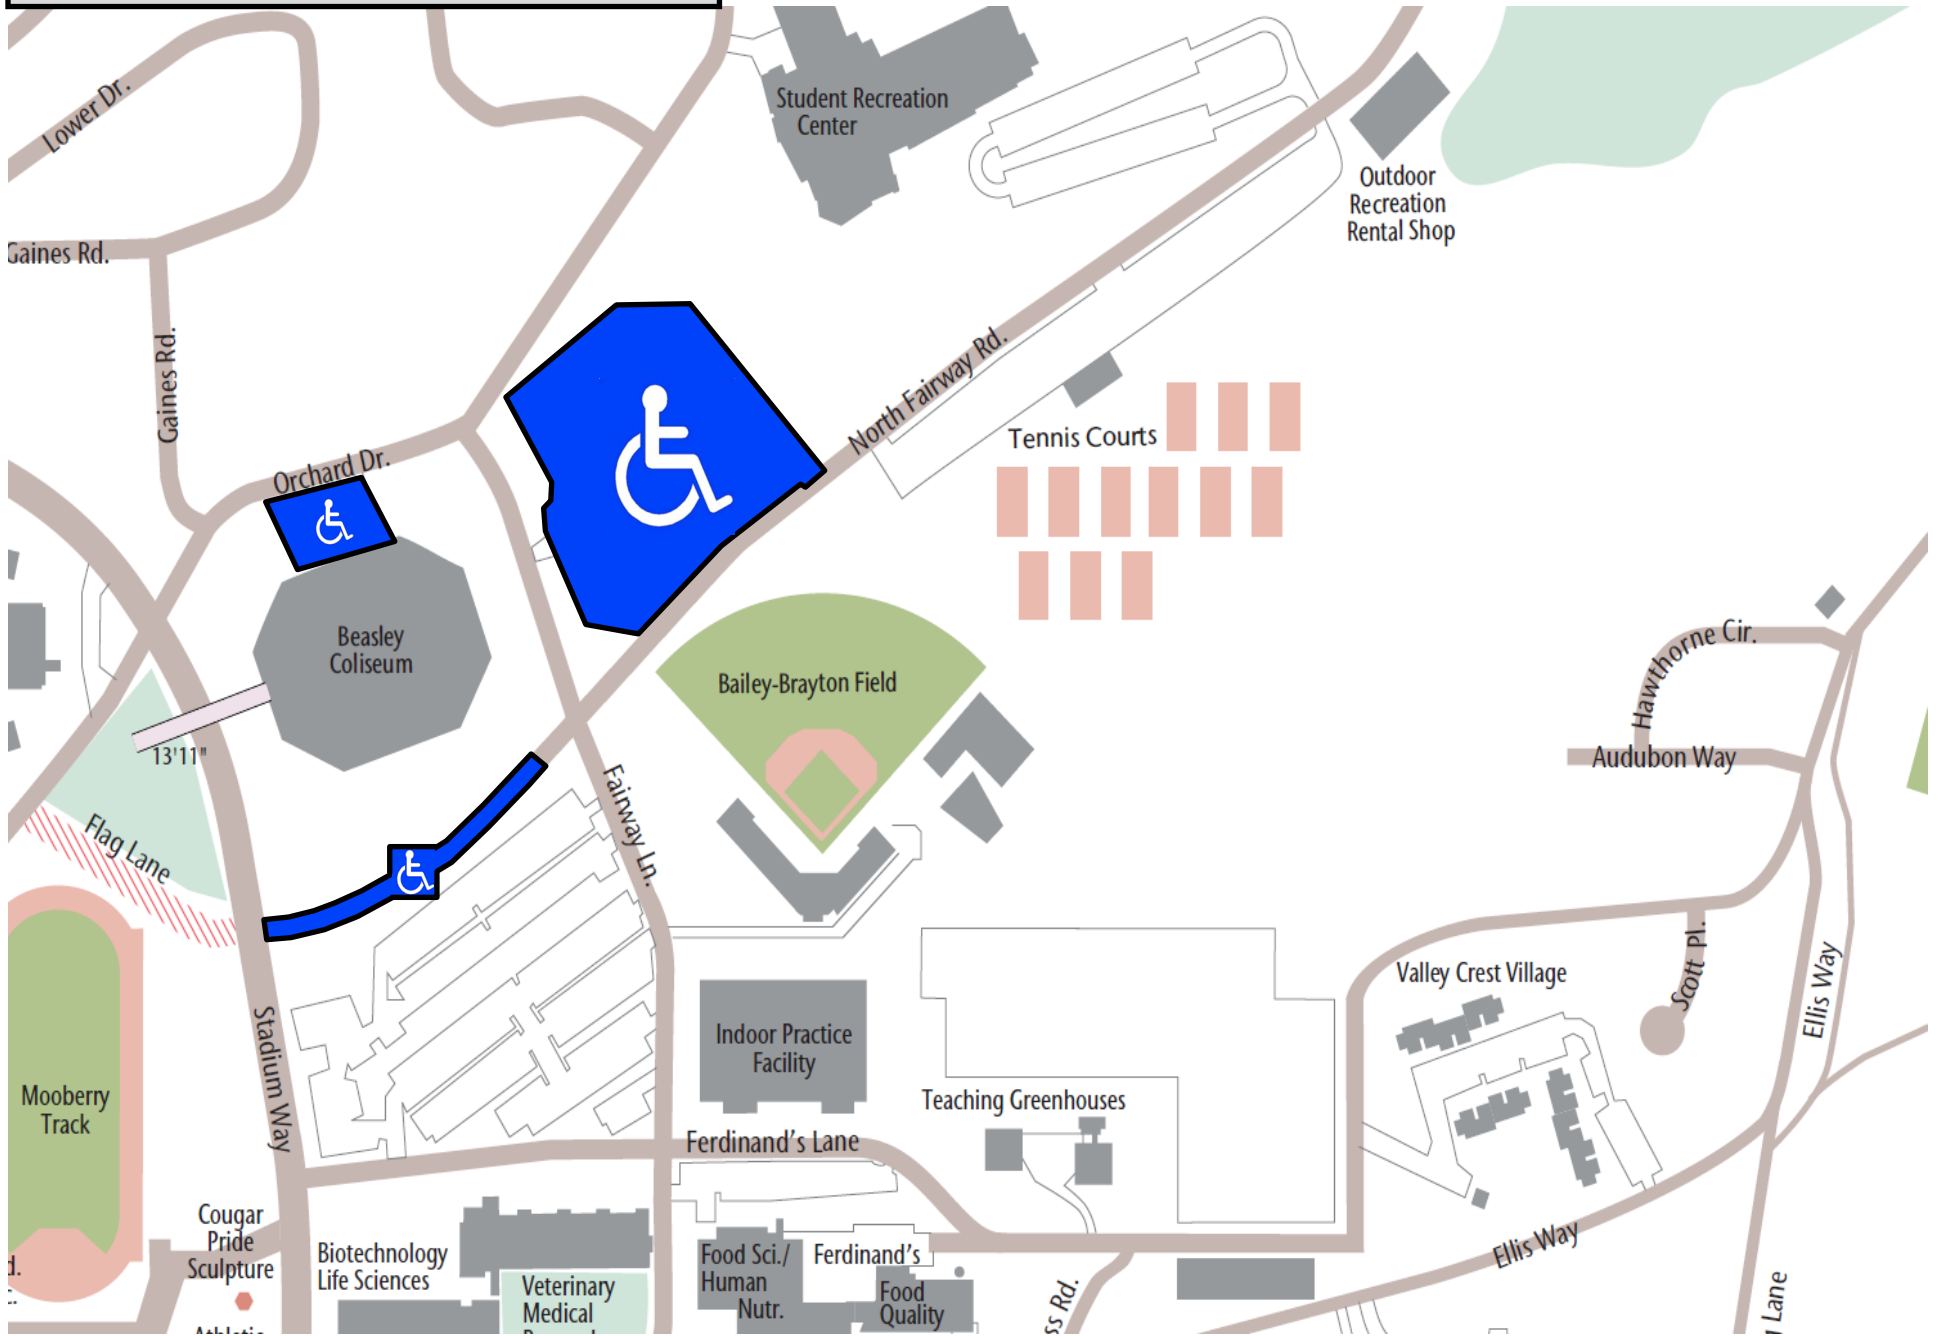 Lower Dr.
Student Recreation
Center
Outdoor
Recreation
Rental Shop
Gaines Rd.
Gaines Rd.
North Fairway Rd.
Orchard Dr.
Tennis Courts
Beasley
Coliseum
Bailey-Brayton Field
Hawthorne Cir.
13'11"
Audubon Way
Flag Lane
Fairway Ln.
Valley Crest Village
Scott Pl.
Ellis Way
Stadium Way
Indoor Practice
Facility
Mooberry
Track
Teaching Greenhouses
Ferdinand's Lane
Cougar
Pride
Sculpture
Biotechnology
Life Sciences
Veterinary
Medical
Food Sci./
Human
Nutr.
Ferdinand's
Food
Quality
Ellis Way
ss Rd.
Lane